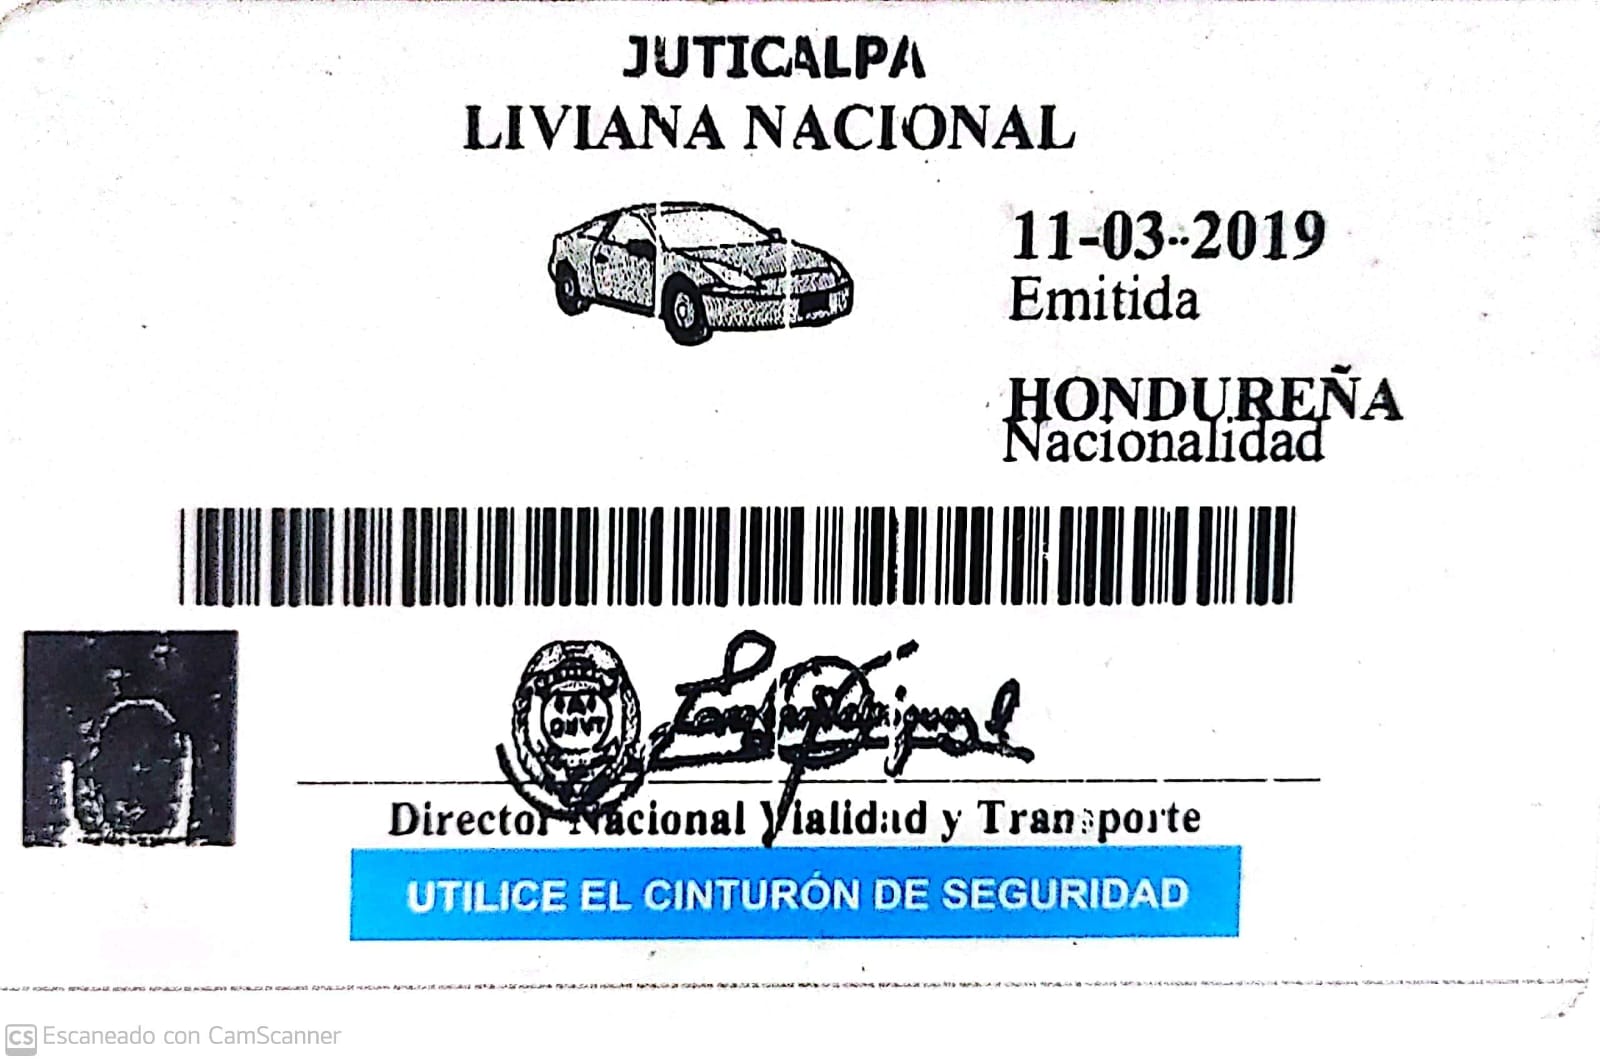 JUTICALPA
LIVIANA NACIONAL
11-03-2019
Emitida
HONDUREÑA
Nacionalidad
Director Nacional Vialidad y Transporte
UTILICE EL CINTURÓN DE SEGURIDAD
CS Escaneado con CamScanner